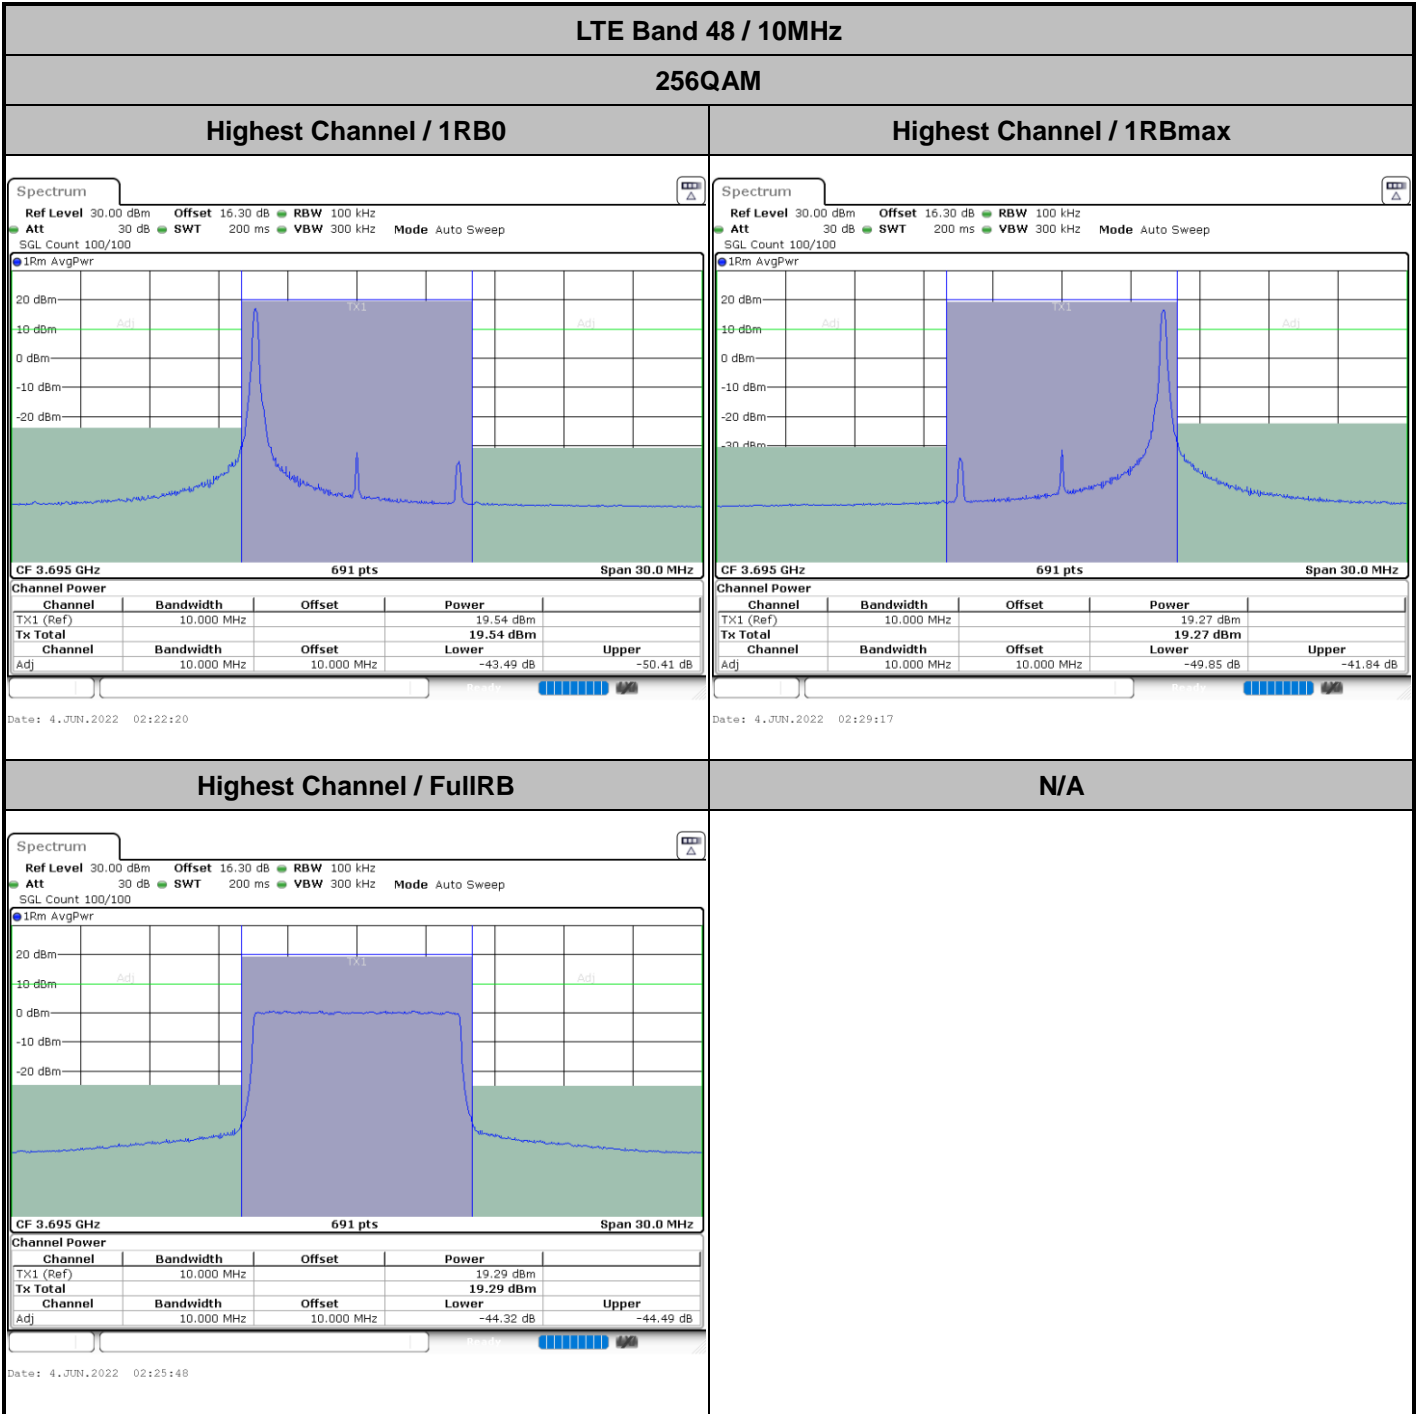 LTE Band 48 / 10MHz
256QAM
Highest Channel / 1RB0
Highest Channel / 1RBmax
Spectrum
Ref Level 30.00 dBm Offset 16.30 dB RBW 100 kHz
Att 30 dB SWT 200 ms VBW 300 kHz Mode Auto Sweep
SGL Count 100/100
1Rm AvgPwr
TX1
20 dBm
Adj
Adj
10 dBm
0 dBm
-10 dBm
-20 dBm
CF 3.695 GHz 691 pts Span 30.0 MHz
Channel Power
Channel Bandwidth Offset Power
TX1 (Ref) 10.000 MHz 19.54 dBm
Tx Total 19.54 dBm
Channel Bandwidth Offset Lower Upper
Adj 10.000 MHz 10.000 MHz -43.49 dB -50.41 dB
Ready
Date: 4.JUN.2022 02:22:20
Spectrum
Ref Level 30.00 dBm Offset 16.30 dB RBW 100 kHz
Att 30 dB SWT 200 ms VBW 300 kHz Mode Auto Sweep
SGL Count 100/100
1Rm AvgPwr
TX1
20 dBm
Adj
Adj
10 dBm
0 dBm
-10 dBm
-20 dBm
-30 dBm
CF 3.695 GHz 691 pts Span 30.0 MHz
Channel Power
Channel Bandwidth Offset Power
TX1 (Ref) 10.000 MHz 19.27 dBm
Tx Total 19.27 dBm
Channel Bandwidth Offset Lower Upper
Adj 10.000 MHz 10.000 MHz -49.85 dB -41.84 dB
Ready
Date: 4.JUN.2022 02:29:17
Highest Channel / FullRB
N/A
Spectrum
Ref Level 30.00 dBm Offset 16.30 dB RBW 100 kHz
Att 30 dB SWT 200 ms VBW 300 kHz Mode Auto Sweep
SGL Count 100/100
1Rm AvgPwr
20 dBm
TX1
Adj
Adj
10 dBm
0 dBm
-10 dBm
-20 dBm
CF 3.695 GHz 691 pts Span 30.0 MHz
Channel Power
Channel Bandwidth Offset Power
TX1 (Ref) 10.000 MHz 19.29 dBm
Tx Total 19.29 dBm
Channel Bandwidth Offset Lower Upper
Adj 10.000 MHz 10.000 MHz -44.32 dB -44.49 dB
Ready
Date: 4.JUN.2022 02:25:48